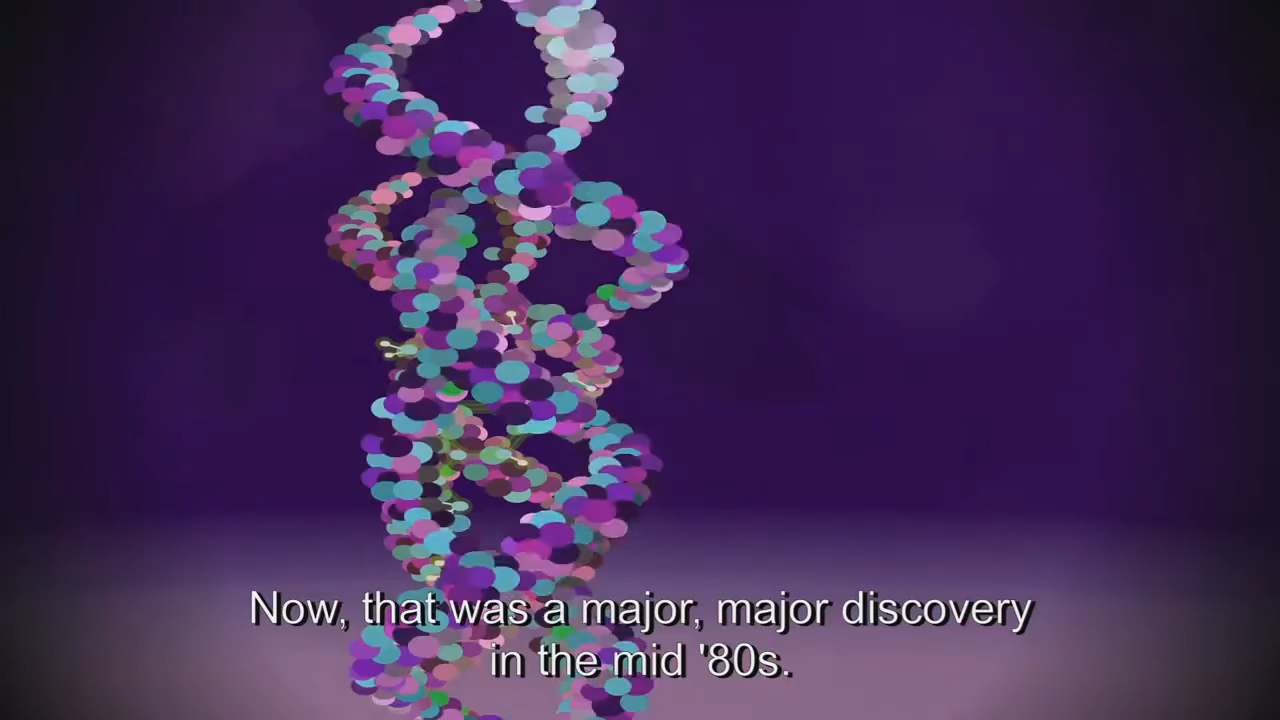 Now, that was a major, major discovery
in the mid '80s.